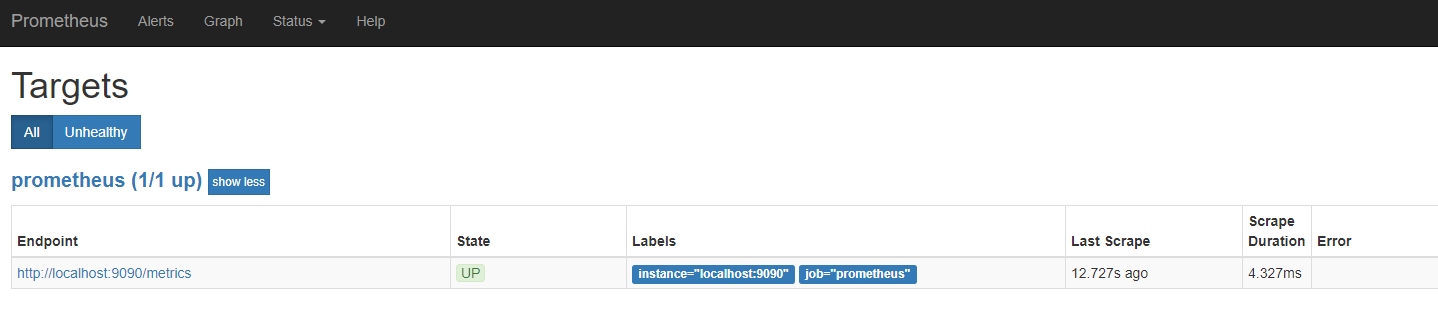 Prometheus Alerts Graph Status Help
Targets
All Unhealthy
prometheus (1/1 up) show less
Endpoint State Labels Last Scrape Scrape Duration Error
http://localhost:9090/metrics UP instance="localhost:9090" job="prometheus" 12.727s ago 4.327ms